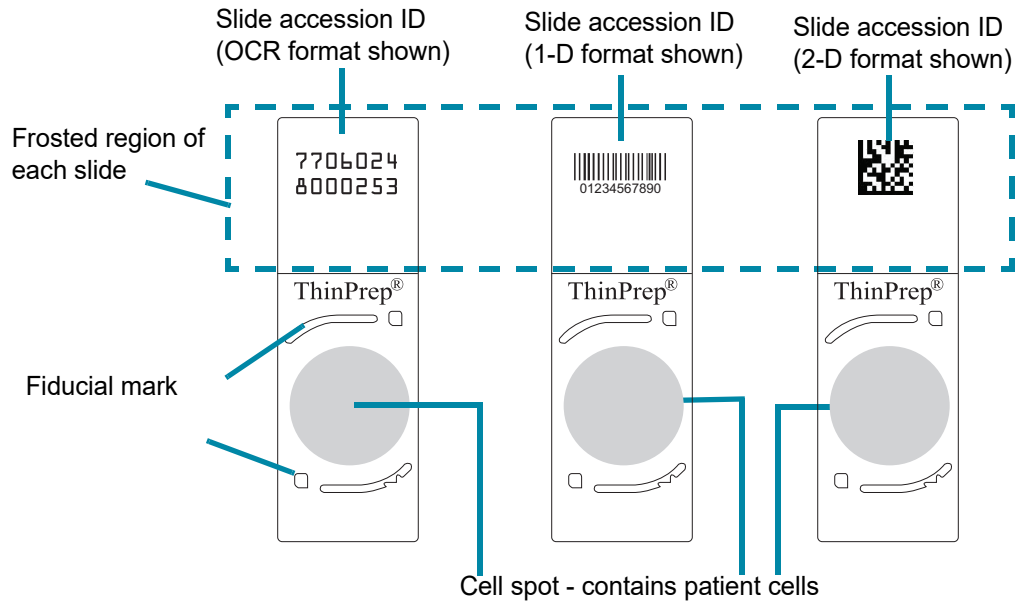 Slide accession ID
(OCR format shown)
Slide accession ID
(1-D format shown)
Slide accession ID
(2-D format shown)
Frosted region of
each slide
7706024
8000253
01234567890
ThinPrep®
ThinPrep®
ThinPrep®
Fiducial mark
Cell spot - contains patient cells